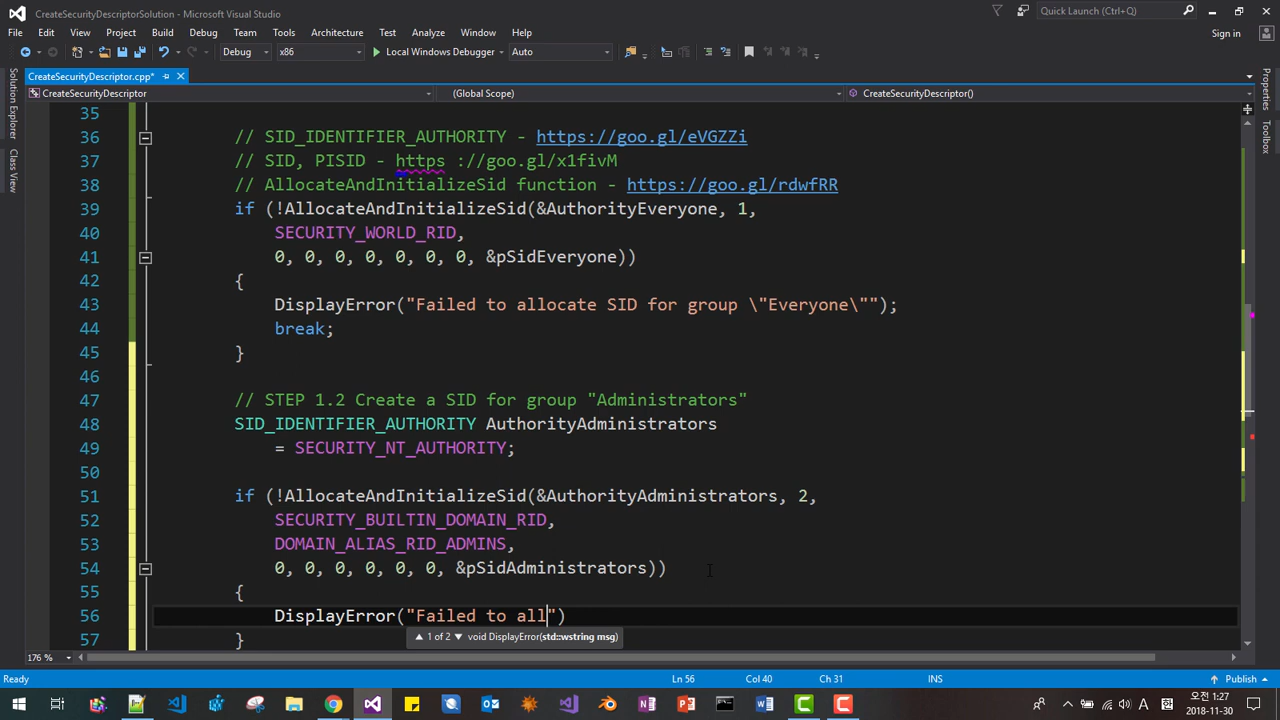 CreateSecurityDescriptorSolution - Microsoft Visual Studio
Quick Launch (Ctrl+Q)
File Edit View Project Build Debug Team Tools Architecture Test Analyze Window Help
Sign in
Debug x86 Local Windows Debugger Auto
CreateSecurityDescriptor.cpp*
CreateSecurityDescriptor (Global Scope) CreateSecurityDescriptor()
Solution Explorer
Class View
Properties
Team Explorer
35
36 // SID_IDENTIFIER_AUTHORITY - https://goo.gl/eVGZZi
37 // SID, PISID - https ://goo.gl/x1fivM
38 // AllocateAndInitializeSid function - https://goo.gl/rdwfRR
39 if (!AllocateAndInitializeSid(&AuthorityEveryone, 1,
40 SECURITY_WORLD_RID,
41 0, 0, 0, 0, 0, 0, 0, &pSidEveryone))
42 {
43 DisplayError("Failed to allocate SID for group \"Everyone\"");
44 break;
45 }
46
47 // STEP 1.2 Create a SID for group "Administrators"
48 SID_IDENTIFIER_AUTHORITY AuthorityAdministrators
49 = SECURITY_NT_AUTHORITY;
50
51 if (!AllocateAndInitializeSid(&AuthorityAdministrators, 2,
52 SECURITY_BUILTIN_DOMAIN_RID,
53 DOMAIN_ALIAS_RID_ADMINS,
54 0, 0, 0, 0, 0, 0, &pSidAdministrators))
55 {
56 DisplayError("Failed to all")
1 of 2 void DisplayError(std::wstring msg)
57 }
176 %
Ready Ln 56 Col 40 Ch 31 INS Publish
A 오전 1:27
2018-11-30